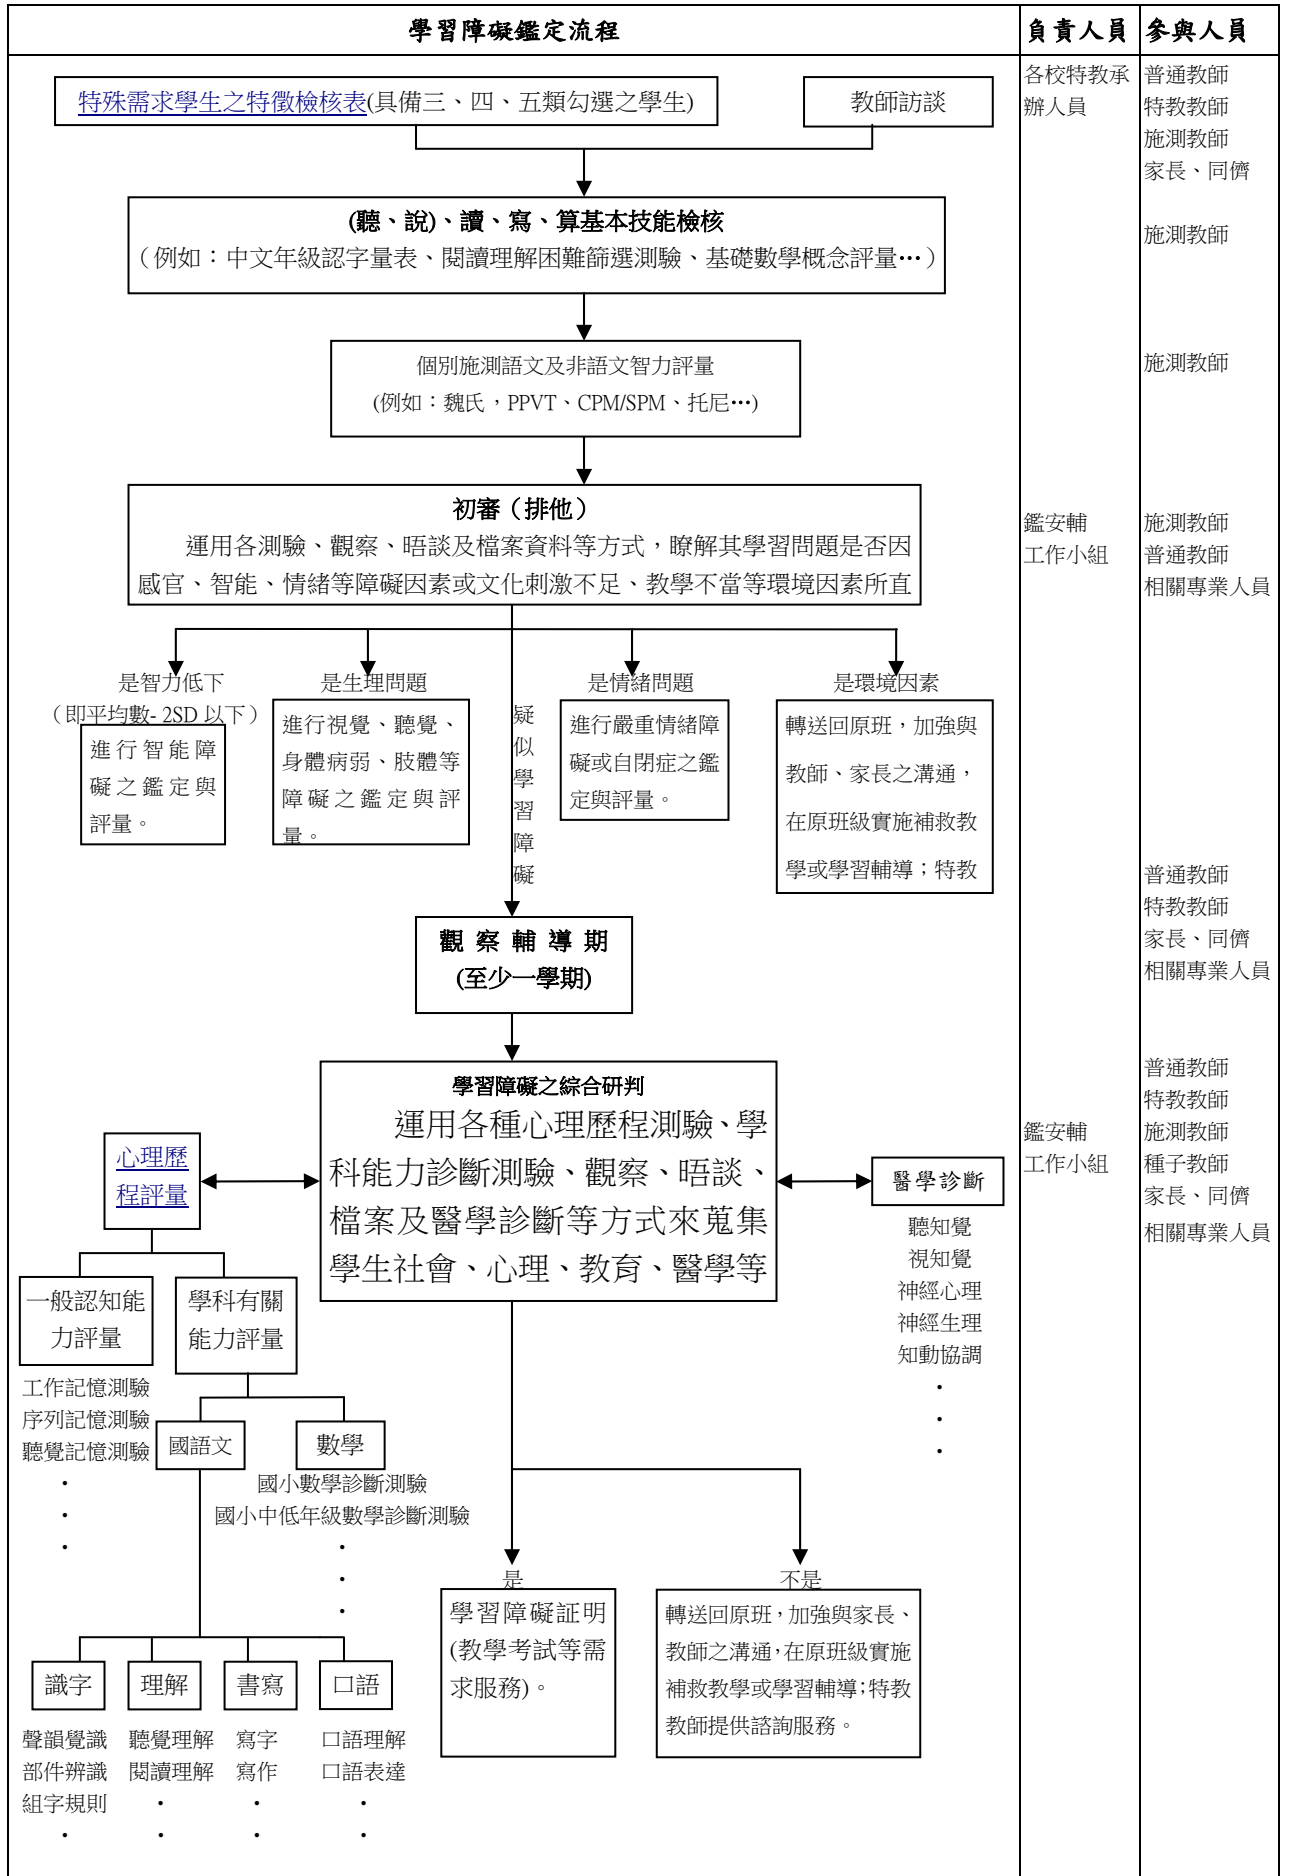 學習障礙鑑定流程
負責人員
參與人員
特殊需求學生之特徵檢核表(具備三、四、五類勾選之學生)
教師訪談
各校特教承
辦人員
普通教師
特教教師
施測教師
家長、同儕
(聽、說)、讀、寫、算基本技能檢核
（例如：中文年級認字量表、閱讀理解困難篩選測驗、基礎數學概念評量…）
施測教師
個別施測語文及非語文智力評量
(例如：魏氏，PPVT、CPM/SPM、托尼…)
施測教師
初審（排他）
運用各測驗、觀察、晤談及檔案資料等方式，瞭解其學習問題是否因
感官、智能、情緒等障礙因素或文化刺激不足、教學不當等環境因素所直
鑑安輔
工作小組
施測教師
普通教師
相關專業人員
是智力低下
（即平均數- 2SD 以下）
進行智能障
礙之鑑定與
評量。
是生理問題
進行視覺、聽覺、
身體病弱、肢體等
障礙之鑑定與評
量。
疑
似
學
習
障
礙
是情緒問題
進行嚴重情緒障
礙或自閉症之鑑
定與評量。
是環境因素
轉送回原班，加強與
教師、家長之溝通，
在原班級實施補救教
學或學習輔導；特教
觀 察 輔 導 期
(至少一學期)
普通教師
特教教師
家長、同儕
相關專業人員
學習障礙之綜合研判
運用各種心理歷程測驗、學
科能力診斷測驗、觀察、晤談、
檔案及醫學診斷等方式來蒐集
學生社會、心理、教育、醫學等
心理歷
程評量
醫學診斷
聽知覺
視知覺
神經心理
神經生理
知動協調
．
．
．
鑑安輔
工作小組
普通教師
特教教師
施測教師
種子教師
家長、同儕
相關專業人員
一般認知能
力評量
學科有關
能力評量
工作記憶測驗
序列記憶測驗
聽覺記憶測驗
．
．
．
國語文
數學
國小數學診斷測驗
國小中低年級數學診斷測驗
．
．
．
是
學習障礙証明
(教學考試等需
求服務)。
不是
轉送回原班，加強與家長、
教師之溝通，在原班級實施
補救教學或學習輔導；特教
教師提供諮詢服務。
識字
理解
書寫
口語
聲韻覺識
部件辨識
組字規則
．
聽覺理解
閱讀理解
．
．
寫字
寫作
．
．
口語理解
口語表達
．
．